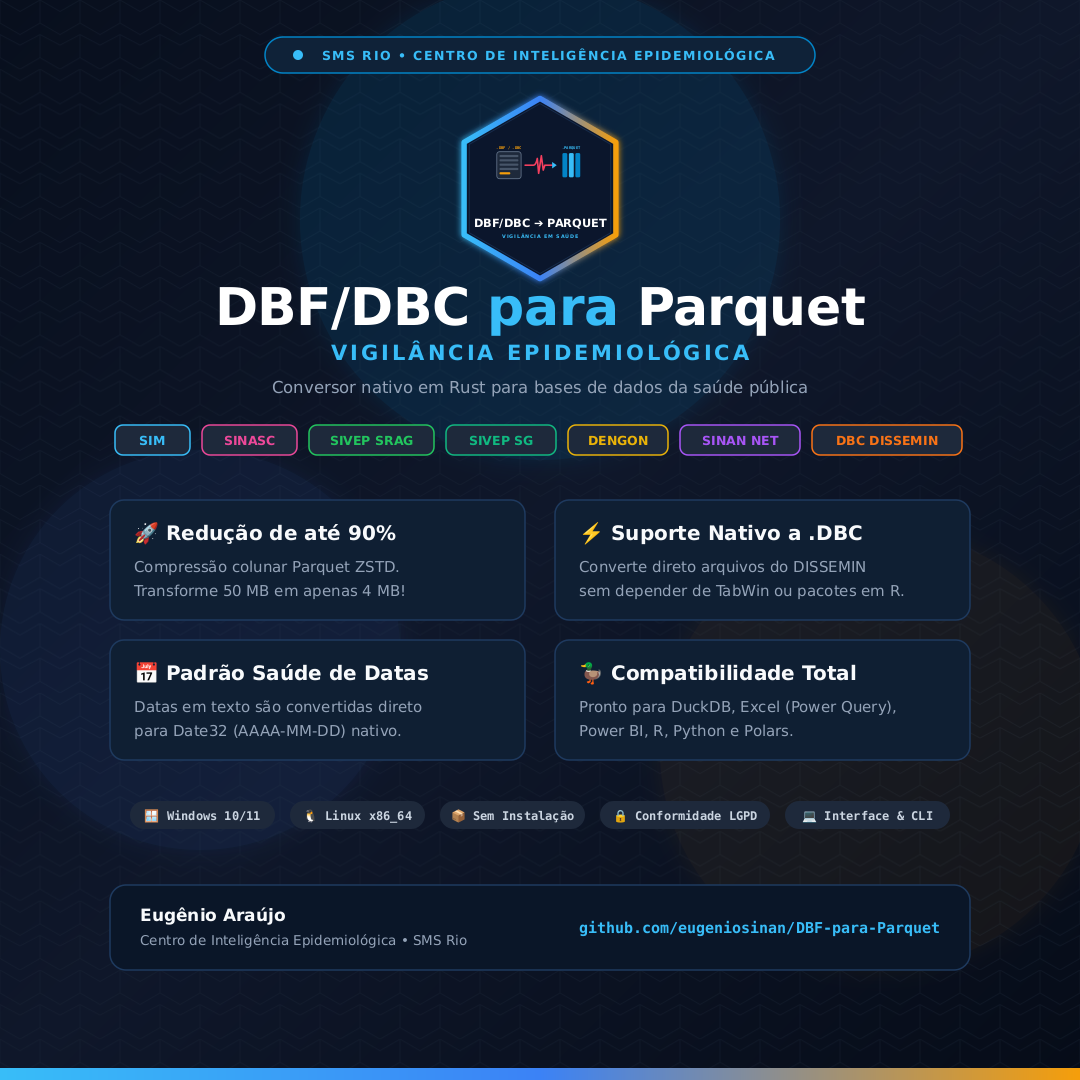 SMS RIO • CENTRO DE INTELIGÊNCIA EPIDEMIOLÓGICA
.DBF / .DBC
.PARQUET
DBF/DBC ➔ PARQUET
VIGILÂNCIA EM SAÚDE
DBF/DBC para Parquet
VIGILÂNCIA EPIDEMIOLÓGICA
Conversor nativo em Rust para bases de dados da saúde pública
SIM
SINASC
SIVEP SRAG
SIVEP SG
DENGON
SINAN NET
DBC DISSEMIN
🚀 Redução de até 90%
Compressão colunar Parquet ZSTD.
Transforme 50 MB em apenas 4 MB!
⚡ Suporte Nativo a .DBC
Converte direto arquivos do DISSEMIN
sem depender de TabWin ou pacotes em R.
📅 Padrão Saúde de Datas
Datas em texto são convertidas direto
para Date32 (AAAA-MM-DD) nativo.
🦆 Compatibilidade Total
Pronto para DuckDB, Excel (Power Query),
Power BI, R, Python e Polars.
🪟 Windows 10/11
🐧 Linux x86_64
📦 Sem Instalação
🔒 Conformidade LGPD
💻 Interface & CLI
Eugênio Araújo
Centro de Inteligência Epidemiológica • SMS Rio
github.com/eugeniosinan/DBF-para-Parquet